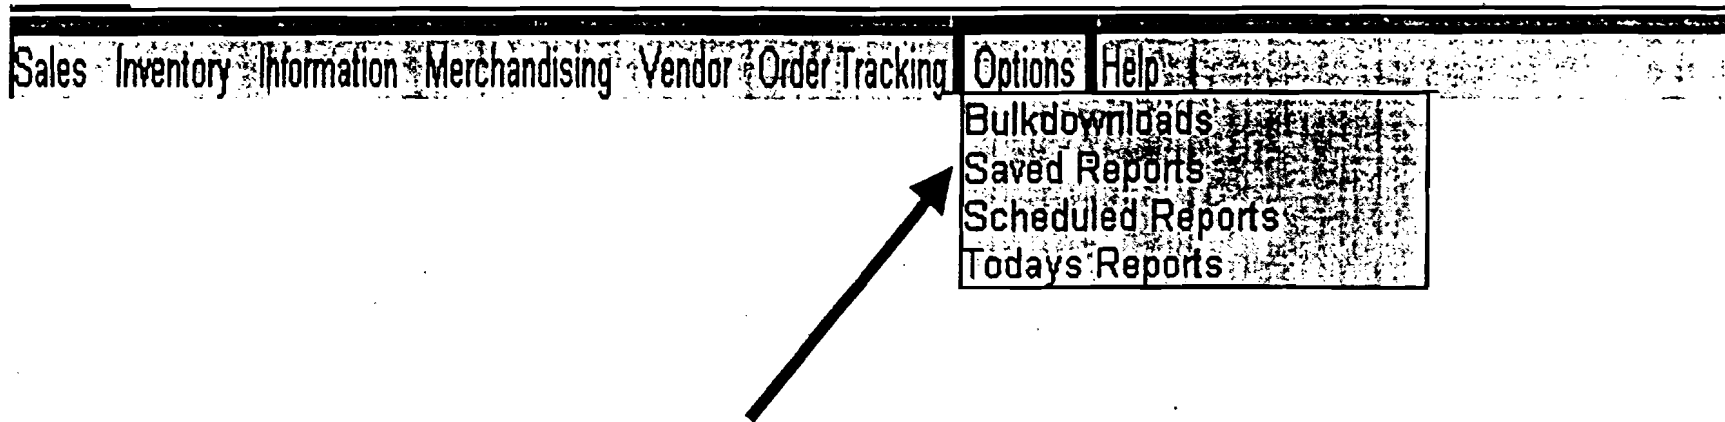 Sales Inventory Information Merchandising Vendor Order Tracking Options Help
Bulkdownloads
Saved Reports
Scheduled Reports
Todays Reports